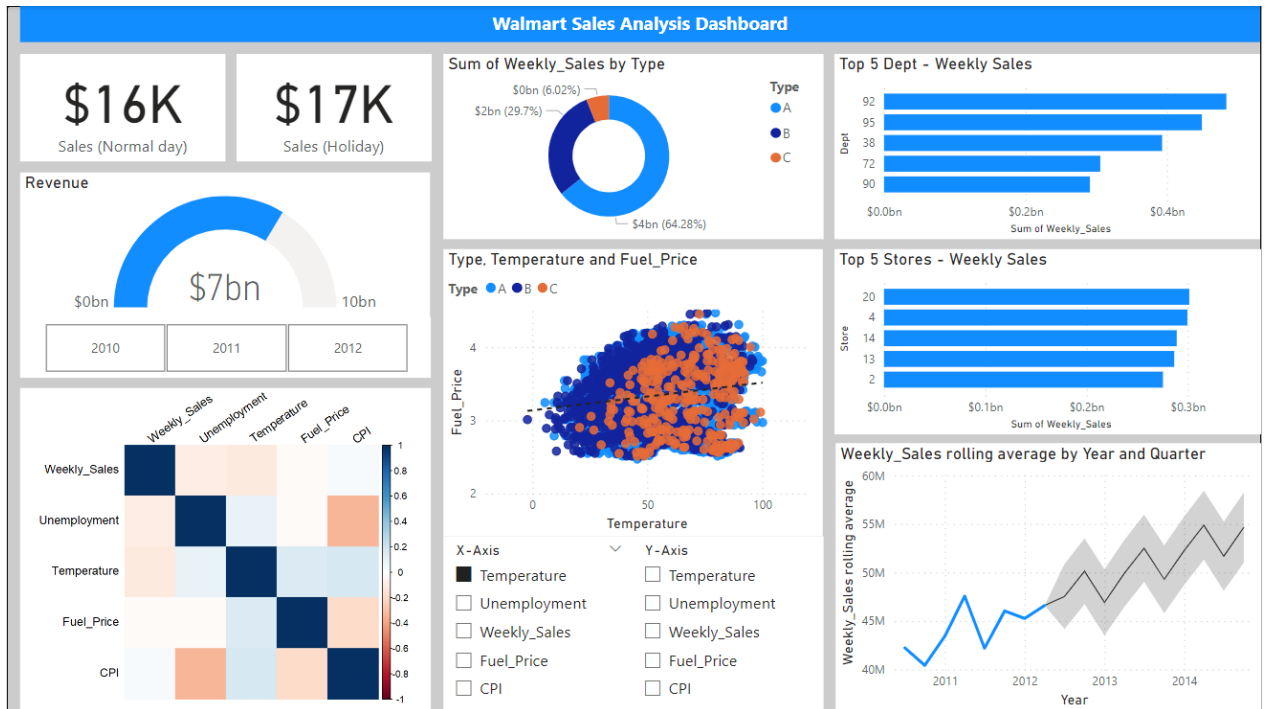 Walmart Sales Analysis Dashboard
$16K
Sales (Normal day)
$17K
Sales (Holiday)
Revenue
$7bn
$0bn
10bn
2010
2011
2012
Weekly_Sales
Unemployment
Temperature
Fuel_Price
CPI
Weekly_Sales
Unemployment
Temperature
Fuel_Price
CPI
1
0.8
0.6
0.4
0.2
0
-0.2
-0.4
-0.6
-0.8
-1
Sum of Weekly_Sales by Type
$0bn (6.02%)
$2bn (29.7%)
$4bn (64.28%)
Type
A
B
C
Type, Temperature and Fuel_Price
Type A B C
Fuel_Price
4
3
2
0
50
100
Temperature
X-Axis
Temperature
Unemployment
Weekly_Sales
Fuel_Price
CPI
Y-Axis
Temperature
Unemployment
Weekly_Sales
Fuel_Price
CPI
Top 5 Dept - Weekly Sales
Dept
92
95
38
72
90
$0.0bn
$0.2bn
$0.4bn
Sum of Weekly_Sales
Top 5 Stores - Weekly Sales
Store
20
4
14
13
2
$0.0bn
$0.1bn
$0.2bn
$0.3bn
Sum of Weekly_Sales
Weekly_Sales rolling average by Year and Quarter
Weekly_Sales rolling average
60M
55M
50M
45M
40M
2011
2012
2013
2014
Year